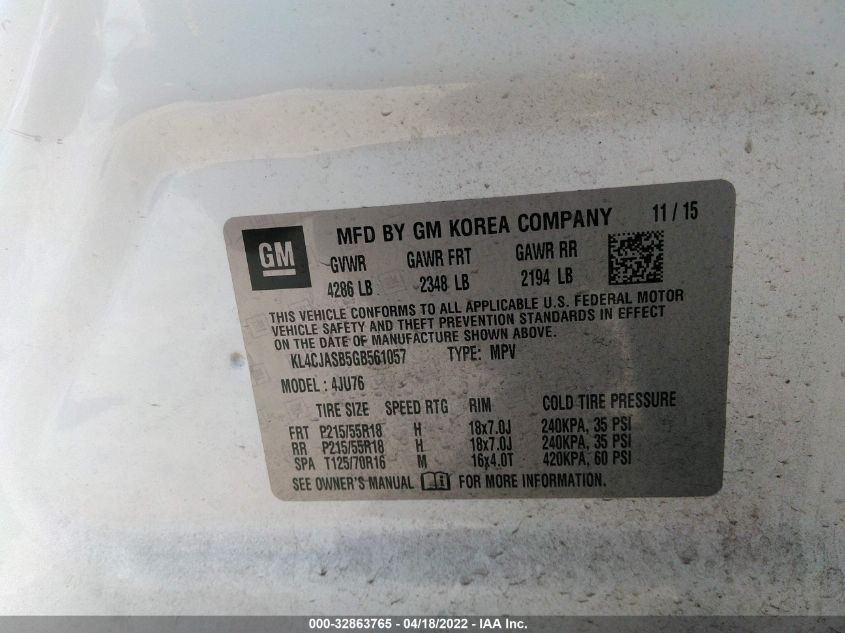 GM
MFD BY GM KOREA COMPANY 11 / 15
GVWR GAWR FRT GAWR RR
4286 LB 2348 LB 2194 LB
THIS VEHICLE CONFORMS TO ALL APPLICABLE U.S. FEDERAL MOTOR
VEHICLE SAFETY AND THEFT PREVENTION STANDARDS IN EFFECT
ON THE DATE OF MANUFACTURE SHOWN ABOVE.
KL4CJASB5GB561057 TYPE: MPV
MODEL: 4JU76
TIRE SIZE SPEED RTG RIM COLD TIRE PRESSURE
FRT P215/55R18 H 18x7.0J 240KPA, 35 PSI
RR P215/55R18 H 18x7.0J 240KPA, 35 PSI
SPA T125/70R16 M 16x4.0T 420KPA, 60 PSI
SEE OWNER'S MANUAL FOR MORE INFORMATION.
000-32863765 - 04/18/2022 - IAA Inc.